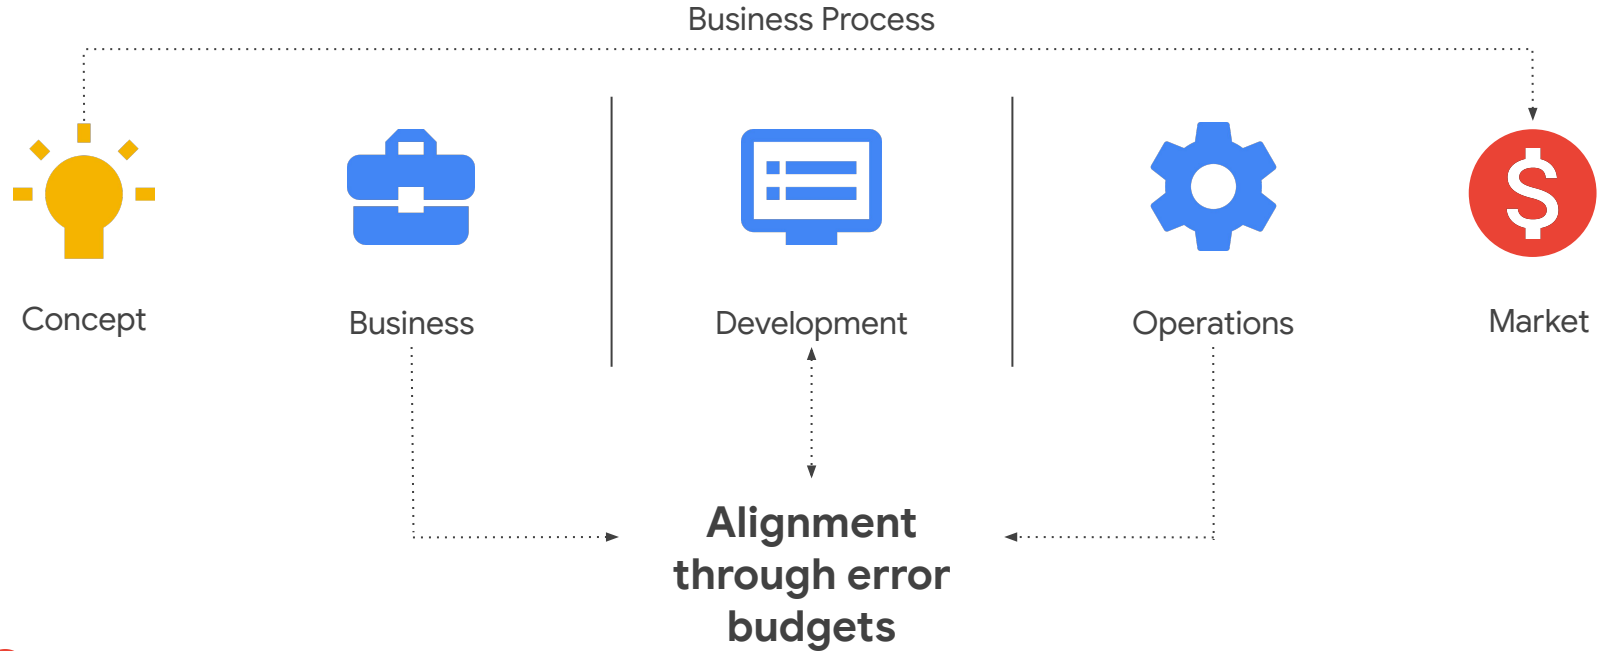 Business Process
Concept
Business
Development
Operations
Market
Alignment
through error
budgets